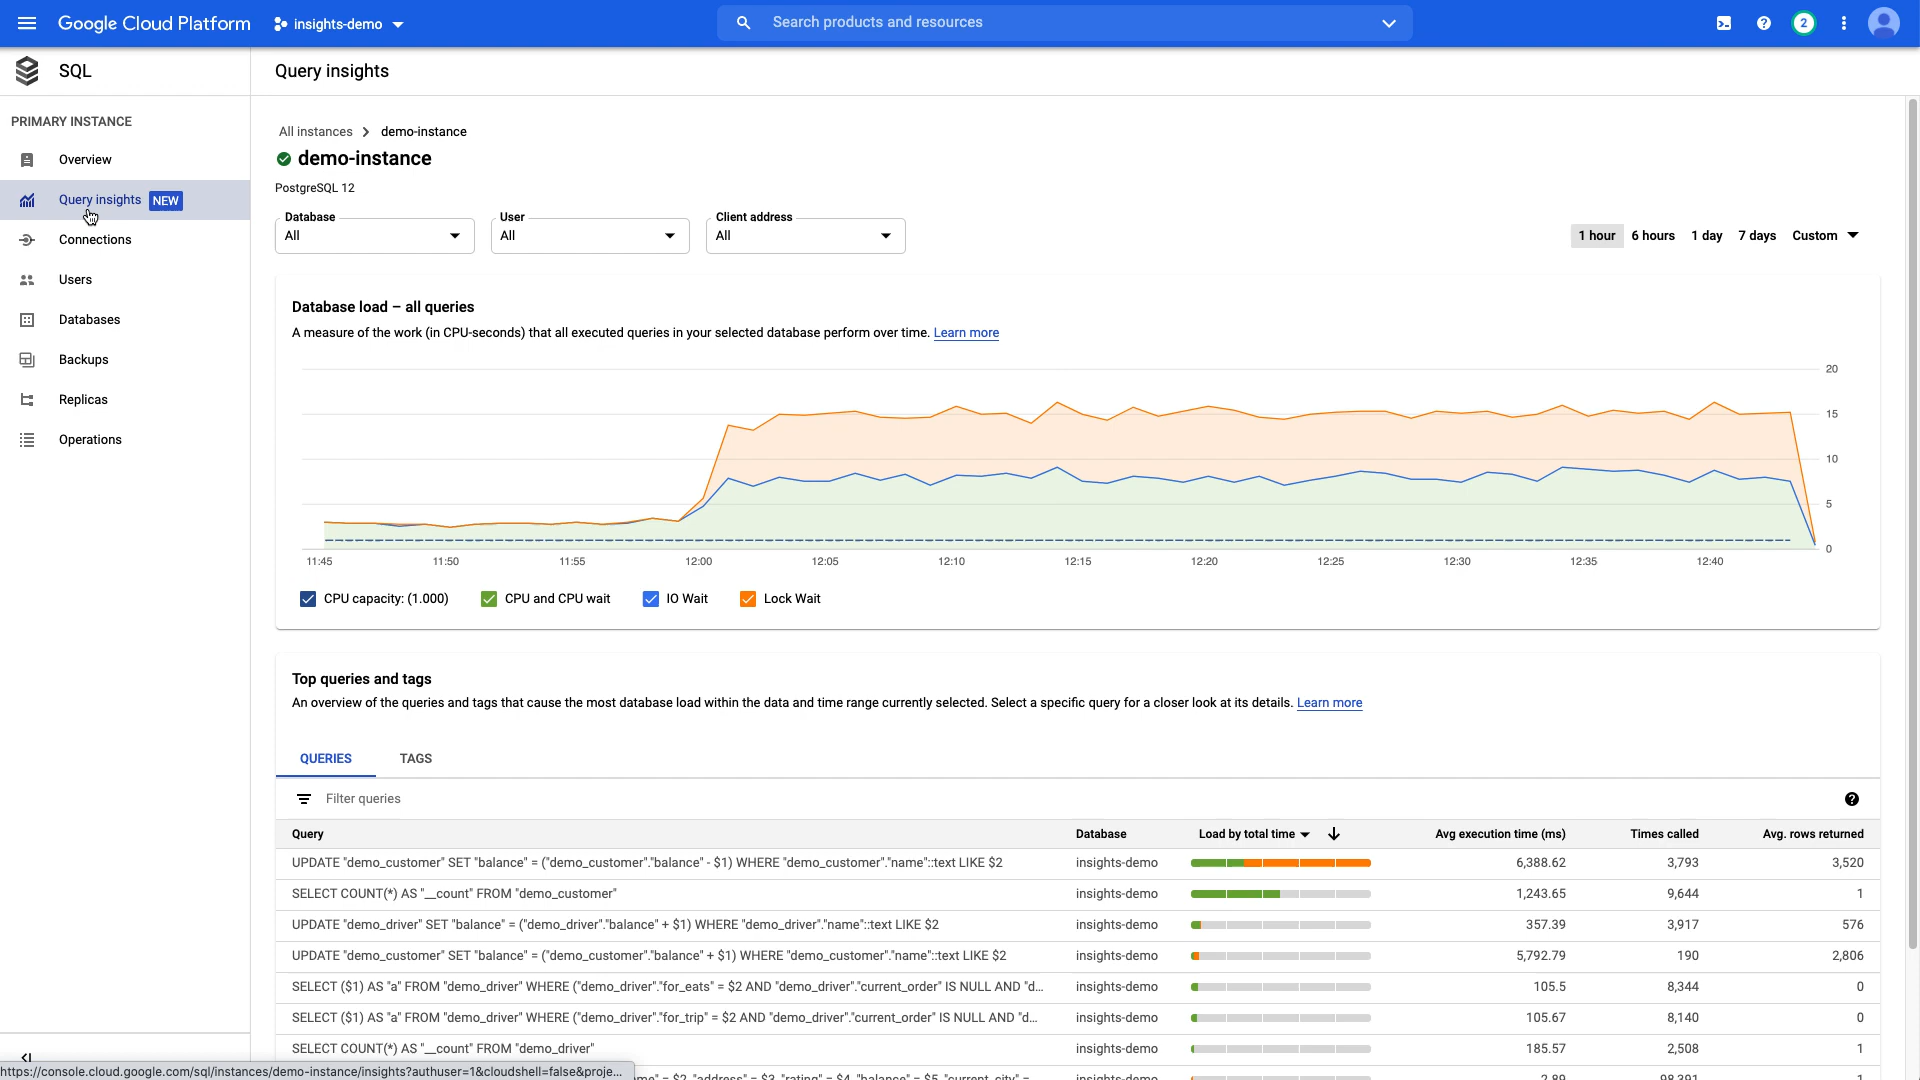 Google Cloud Platform
insights-demo
Search products and resources
2
SQL
Query insights
PRIMARY INSTANCE
Overview
Query insights NEW
Connections
Users
Databases
Backups
Replicas
Operations
All instances demo-instance
demo-instance
PostgreSQL 12
Database User Client address
All All All
1 hour 6 hours 1 day 7 days Custom
Database load – all queries
A measure of the work (in CPU-seconds) that all executed queries in your selected database perform over time. Learn more
20
15
10
5
0
11:45 11:50 11:55 12:00 12:05 12:10 12:15 12:20 12:25 12:30 12:35 12:40
CPU capacity: (1.000) CPU and CPU wait IO Wait Lock Wait
Top queries and tags
An overview of the queries and tags that cause the most database load within the data and time range currently selected. Select a specific query for a closer look at its details. Learn more
QUERIES TAGS
Filter queries
Query Database Load by total time Avg execution time (ms) Times called Avg. rows returned
UPDATE "demo_customer" SET "balance" = ("demo_customer"."balance" - $1) WHERE "demo_customer"."name"::text LIKE $2 insights-demo 6,388.62 3,793 3,520
SELECT COUNT(*) AS "__count" FROM "demo_customer" insights-demo 1,243.65 9,644 1
UPDATE "demo_driver" SET "balance" = ("demo_driver"."balance" + $1) WHERE "demo_driver"."name"::text LIKE $2 insights-demo 357.39 3,917 576
UPDATE "demo_customer" SET "balance" = ("demo_customer"."balance" + $1) WHERE "demo_customer"."name"::text LIKE $2 insights-demo 5,792.79 190 2,806
SELECT ($1) AS "a" FROM "demo_driver" WHERE ("demo_driver"."for_eats" = $2 AND "demo_driver"."current_order" IS NULL AND "d... insights-demo 105.5 8,344 0
SELECT ($1) AS "a" FROM "demo_driver" WHERE ("demo_driver"."for_trip" = $2 AND "demo_driver"."current_order" IS NULL AND "d... insights-demo 105.67 8,140 0
SELECT COUNT(*) AS "__count" FROM "demo_driver" insights-demo 185.57 2,508 1
= $2, "address" = $3, "rating" = $4, "balance" = $5, "current_city" = insights-demo 2.89 98,391 1
https://console.cloud.google.com/sql/instances/demo-instance/insights?authuser=1&cloudshell=false&proje...